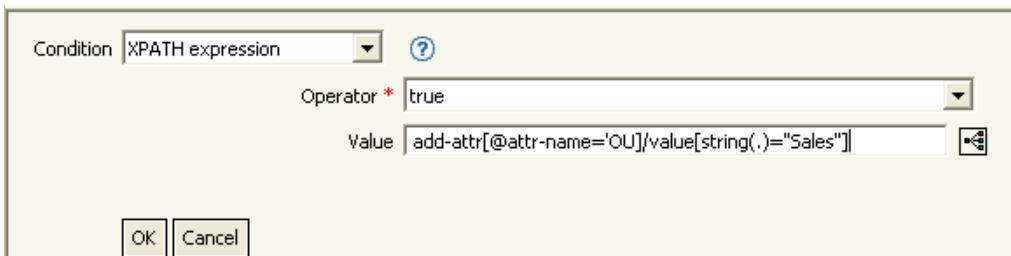 Condition XPATH expression ?
Operator * true
Value add-attr[@attr-name='OU]/value[string(.)="Sales"]
OK Cancel